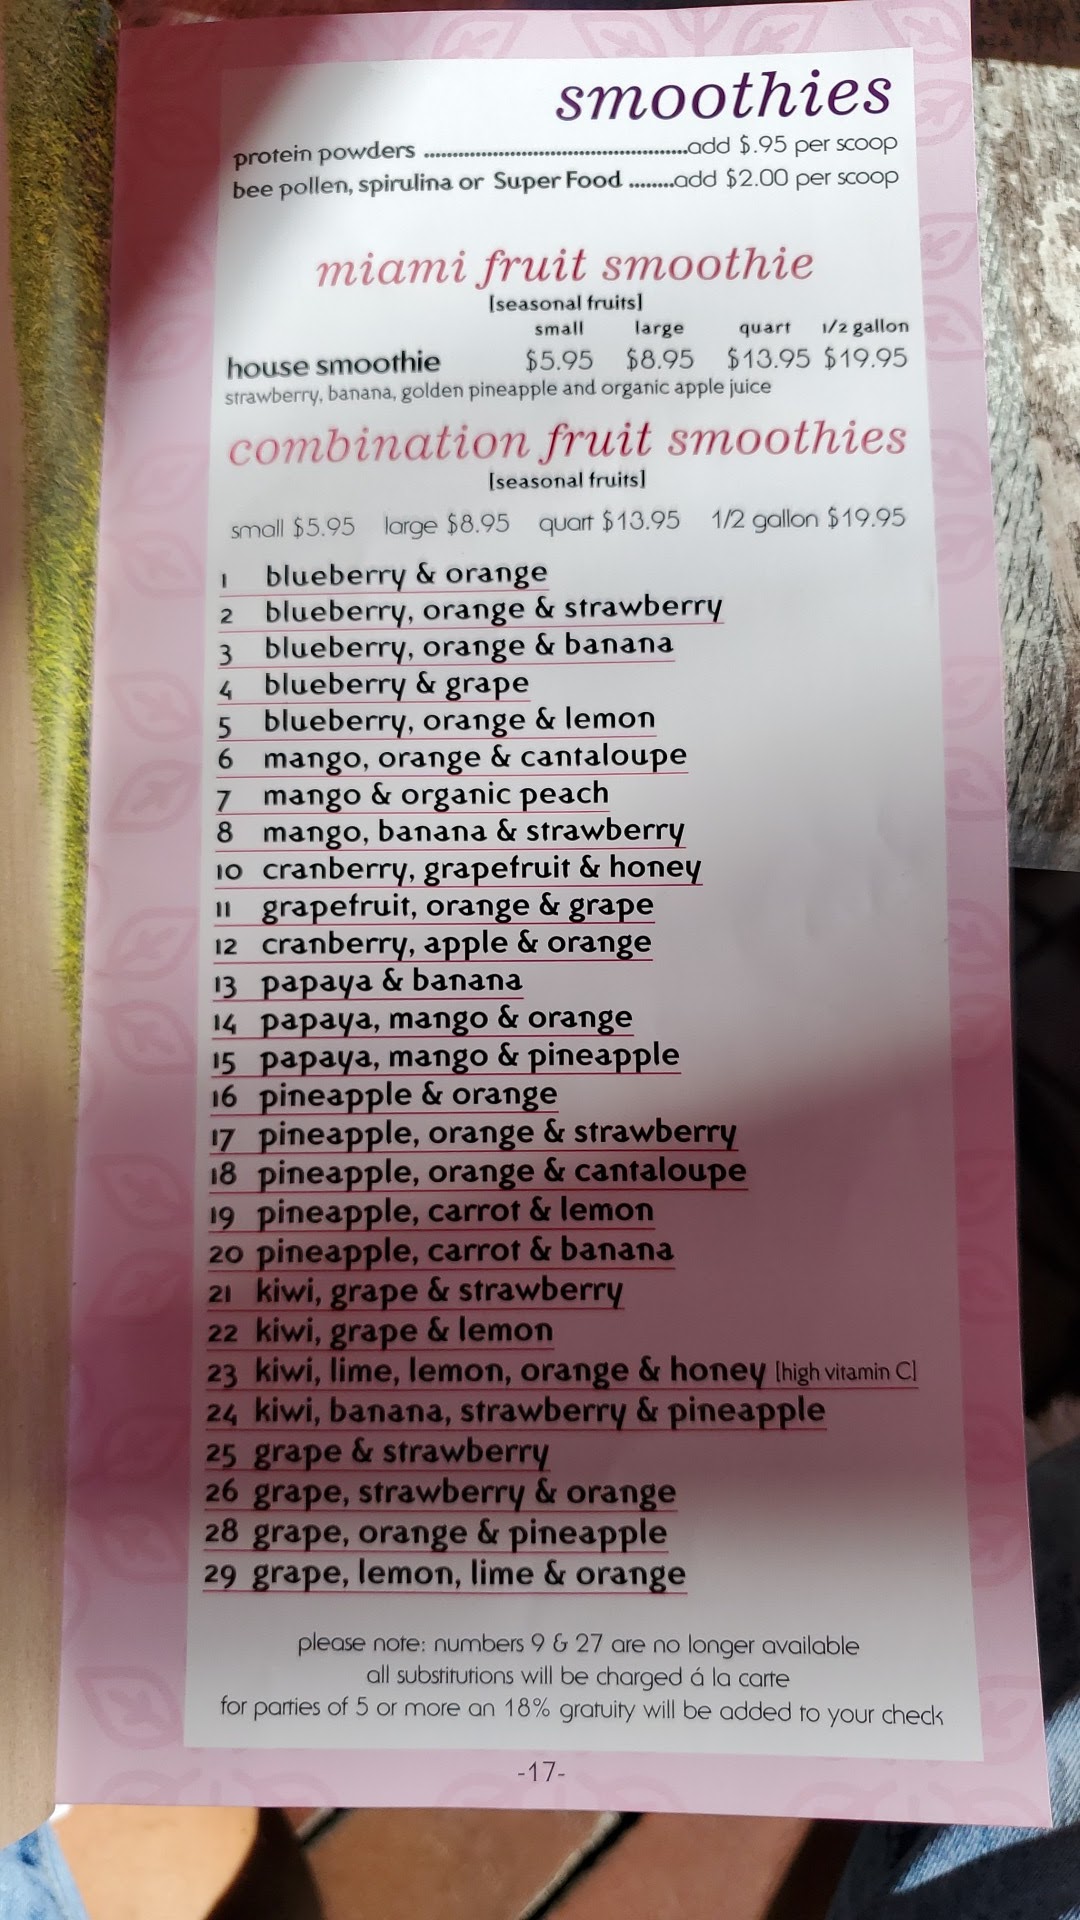 smoothies
protein powders ................................................add $.95 per scoop
bee pollen, spirulina or Super Food ........add $2.00 per scoop
miami fruit smoothie
[seasonal fruits]
small large quart 1/2 gallon
house smoothie $5.95 $8.95 $13.95 $19.95
strawberry, banana, golden pineapple and organic apple juice
combination fruit smoothies
[seasonal fruits]
small $5.95 large $8.95 quart $13.95 1/2 gallon $19.95
1 blueberry & orange
2 blueberry, orange & strawberry
3 blueberry, orange & banana
4 blueberry & grape
5 blueberry, orange & lemon
6 mango, orange & cantaloupe
7 mango & organic peach
8 mango, banana & strawberry
10 cranberry, grapefruit & honey
11 grapefruit, orange & grape
12 cranberry, apple & orange
13 papaya & banana
14 papaya, mango & orange
15 papaya, mango & pineapple
16 pineapple & orange
17 pineapple, orange & strawberry
18 pineapple, orange & cantaloupe
19 pineapple, carrot & lemon
20 pineapple, carrot & banana
21 kiwi, grape & strawberry
22 kiwi, grape & lemon
23 kiwi, lime, lemon, orange & honey [high vitamin C]
24 kiwi, banana, strawberry & pineapple
25 grape & strawberry
26 grape, strawberry & orange
28 grape, orange & pineapple
29 grape, lemon, lime & orange
please note: numbers 9 & 27 are no longer available
all substitutions will be charged á la carte
for parties of 5 or more an 18% gratuity will be added to your check
-17-